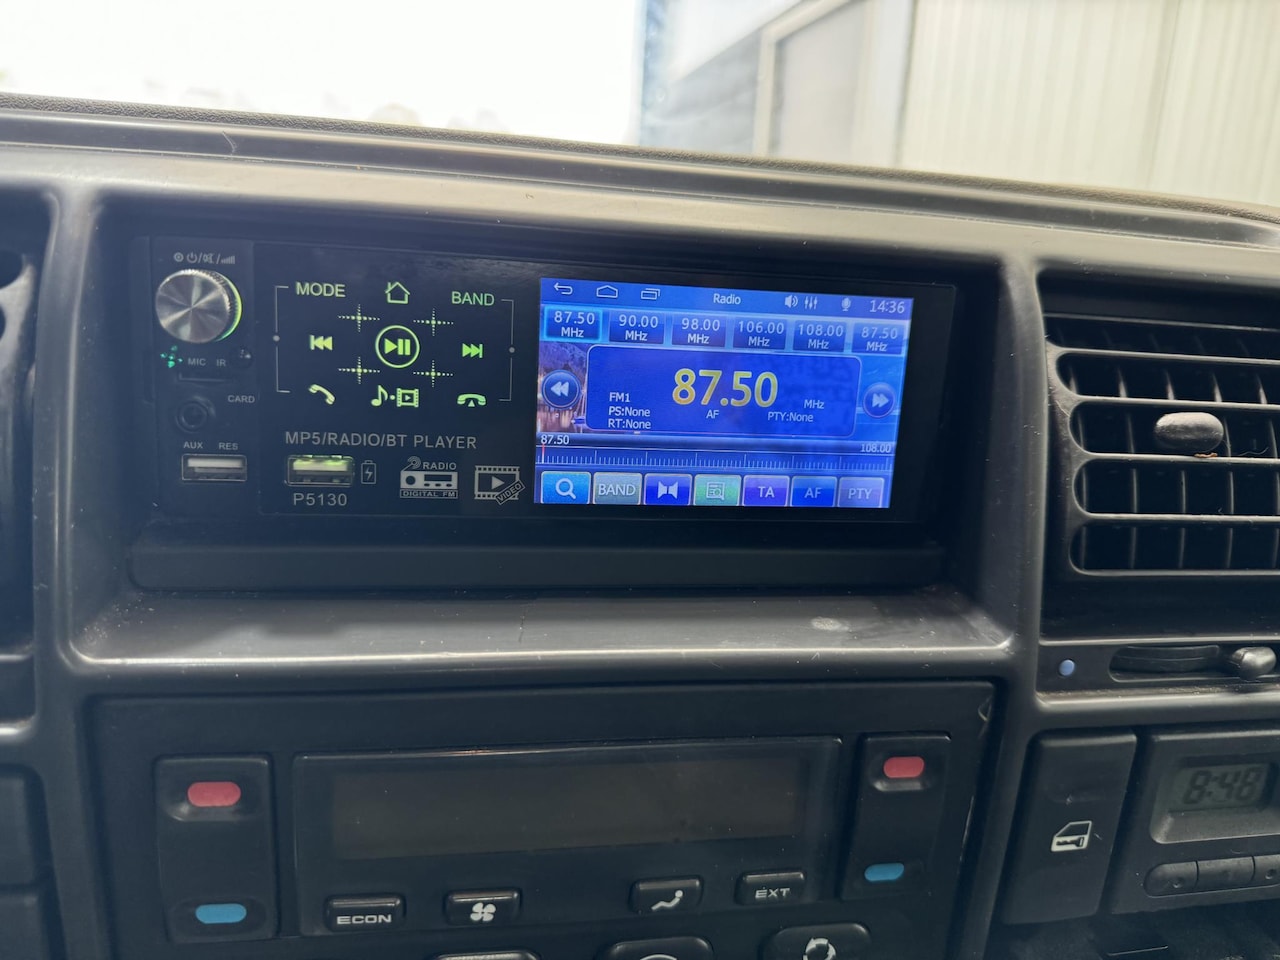 MODE
BAND
MIC IR
CARD
AUX RES
MP5/RADIO/BT PLAYER
P5130
RADIO
DIGITAL FM
VIDEO
Radio
14:36
87.50 MHz
90.00 MHz
98.00 MHz
106.00 MHz
108.00 MHz
87.50 MHz
87.50
MHz
FM1
AF
PS:None
PTY:None
RT:None
87.50
108.00
BAND
TA
AF
PTY
8:48
ECON
EXT